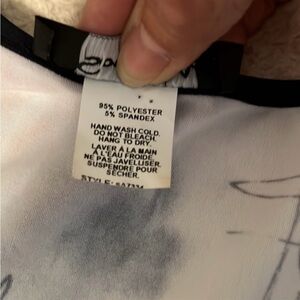 95% POLYESTER
5% SPANDEX
HAND WASH COLD.
DO NOT BLEACH.
HANG TO DRY.
LAVER À LA MAIN
À L'EAU FROIDE.
NE PAS JAVELLISER.
SUSPENDRE POUR
SÉCHER.